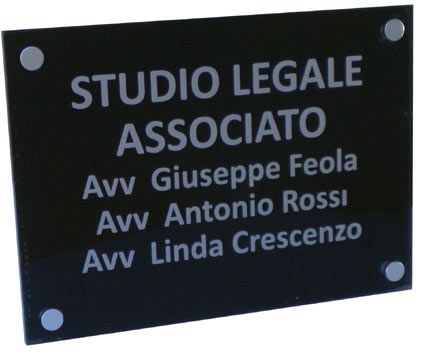 STUDIO LEGALE
ASSOCIATO
Avv Giuseppe Feola
Avv Antonio Rossi
Avv Linda Crescenzo